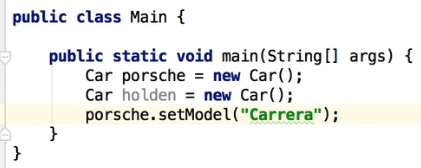 public class Main {
public static void main(String[] args) {
Car porsche = new Car();
Car holden = new Car();
porsche.setModel("Carrera");
}
}